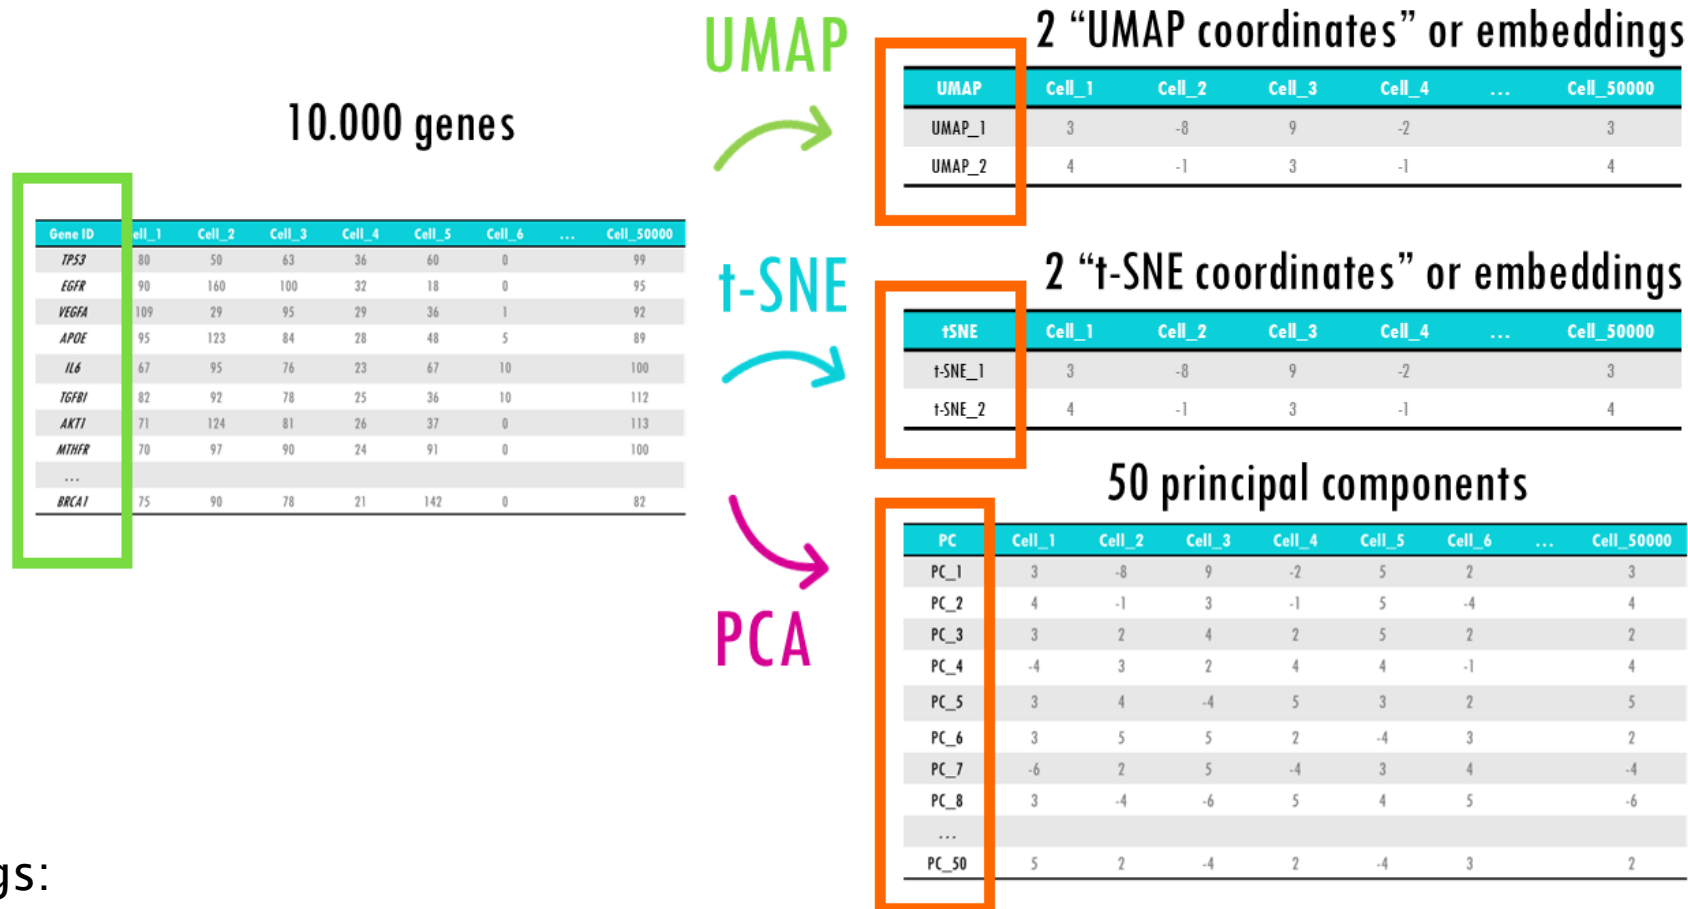 10.000 genes
Gene ID ell_1 Cell_2 Cell_3 Cell_4 Cell_5 Cell_6 ... Cell_50000
TP53 80 50 63 36 60 0 99
EGFR 90 160 100 32 18 0 95
VEGFA 109 29 95 29 36 1 92
APOE 95 123 84 28 48 5 89
IL6 67 95 76 23 67 10 100
TGFB1 82 92 78 25 36 10 112
AKT1 71 124 81 26 37 0 113
MTHFR 70 97 90 24 91 0 100
...
BRCA1 75 90 78 21 142 0 82
UMAP
2 “UMAP coordinates” or embeddings
UMAP Cell_1 Cell_2 Cell_3 Cell_4 ... Cell_50000
UMAP_1 3 -8 9 -2 3
UMAP_2 4 -1 3 -1 4
t-SNE
2 “t-SNE coordinates” or embeddings
tSNE Cell_1 Cell_2 Cell_3 Cell_4 ... Cell_50000
t-SNE_1 3 -8 9 -2 3
t-SNE_2 4 -1 3 -1 4
PCA
50 principal components
PC Cell_1 Cell_2 Cell_3 Cell_4 Cell_5 Cell_6 ... Cell_50000
PC_1 3 -8 9 -2 5 2 3
PC_2 4 -1 3 -1 5 -4 4
PC_3 3 2 4 2 5 2 2
PC_4 -4 3 2 4 4 -1 4
PC_5 3 4 -4 5 3 2 5
PC_6 3 5 5 2 -4 3 2
PC_7 -6 2 5 -4 3 4 -4
PC_8 3 -4 -6 5 4 5 -6
...
PC_50 5 2 -4 2 -4 3 2
gs: